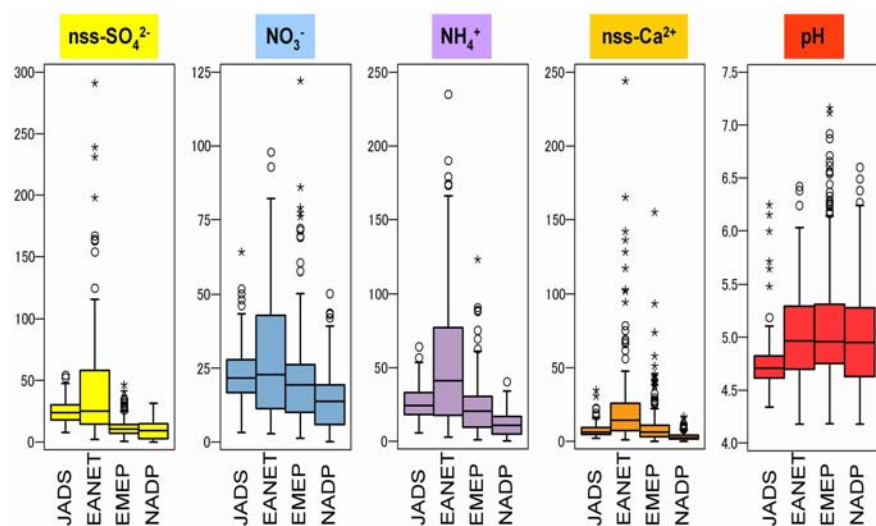 nss-SO₄²⁻ NO₃⁻ NH₄⁺ nss-Ca²⁺ pH
300 125 250 250 7.5
250 100 200 200 7.0
200 75 150 150 6.5
150 50 100 100 6.0
100 25 50 50 5.5
50 0 0 0 5.0
0 4.5
4.0
JADS EANET EMEP NADP JADS EANET EMEP NADP JADS EANET EMEP NADP JADS EANET EMEP NADP JADS EANET EMEP NADP